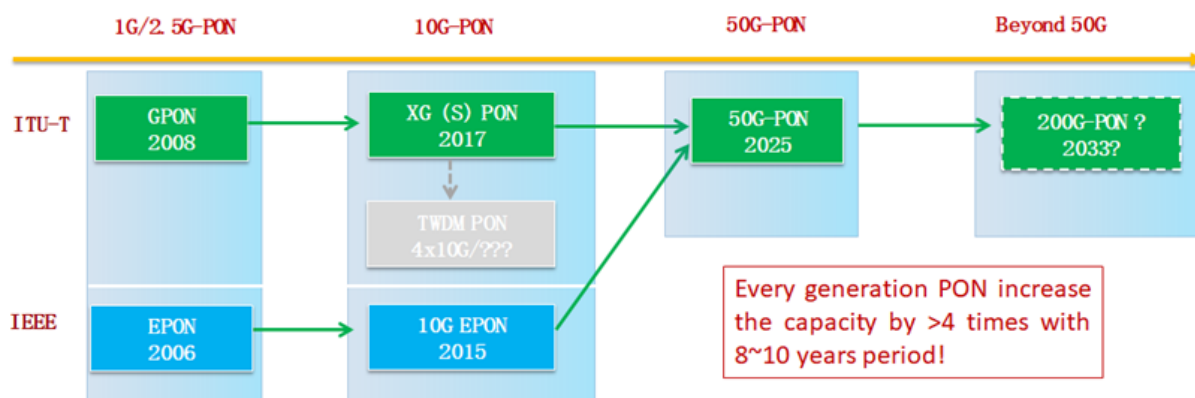 1G/2.5G-PON
10G-PON
50G-PON
Beyond 50G
ITU-T
GPON
2008
XG (S) PON
2017
50G-PON
2025
200G-PON ?
2033?
TWDM PON
4x10G/???
IEEE
EPON
2006
10G EPON
2015
Every generation PON increase
the capacity by >4 times with
8~10 years period!